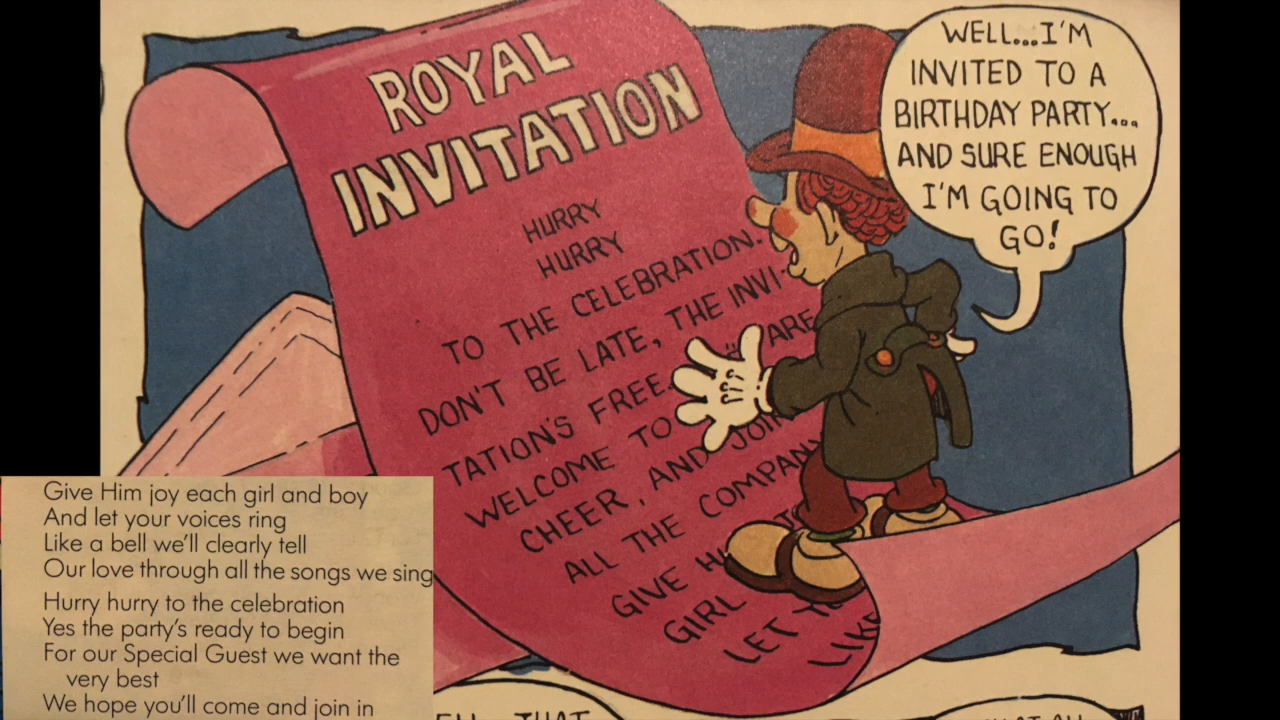 ROYAL
INVITATION
HURRY
HURRY
TO THE CELEBRATION.
DON'T BE LATE, THE INVI-
TATION'S FREE. ARE
WELCOME TO
CHEER, AND JOIN
ALL THE COMPANY
GIVE
GIRL
LET
LIKE
WELL...I'M
INVITED TO A
BIRTHDAY PARTY...
AND SURE ENOUGH
I'M GOING TO
GO!
Give Him joy each girl and boy
And let your voices ring
Like a bell we'll clearly tell
Our love through all the songs we sing
Hurry hurry to the celebration
Yes the party's ready to begin
For our Special Guest we want the
very best
We hope you'll come and join in
THAT